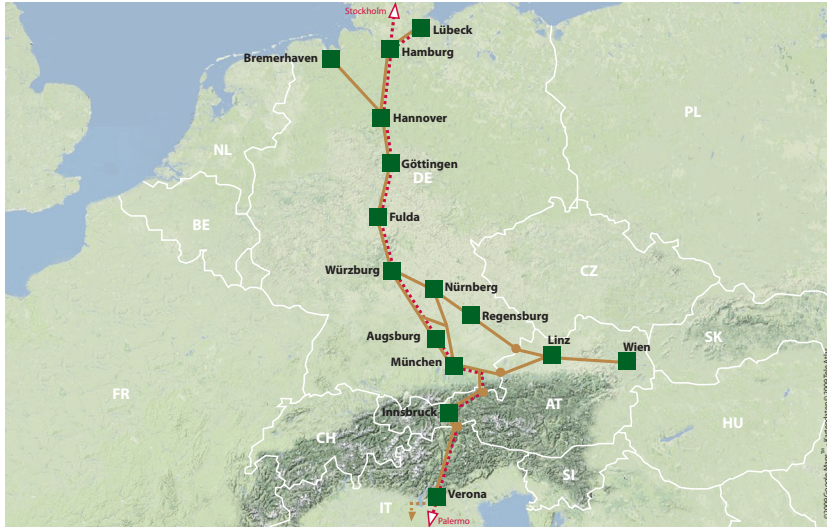 Stockholm
Lübeck
Hamburg
Bremerhaven
PL
Hannover
NL
Göttingen
DE
Fulda
BE
Würzburg
CZ
Nürnberg
Regensburg
Augsburg
Linz
SK
Wien
München
FR
AT
Innsbruck
HU
CH
SI
Verona
IT
Palermo